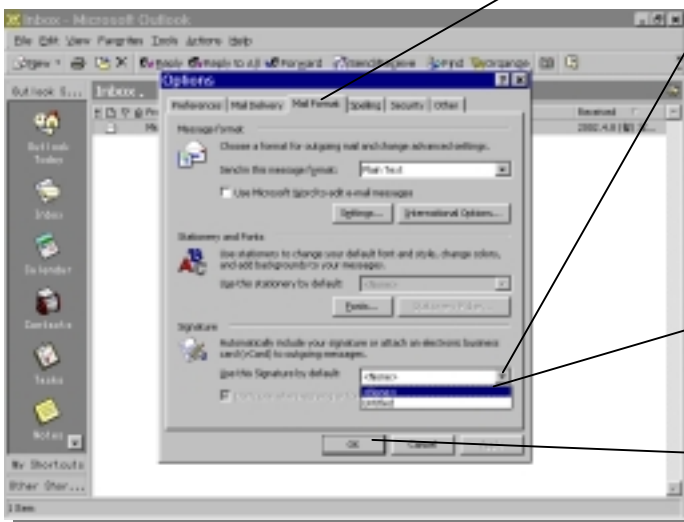 Inbox - Microsoft Outlook
File Edit View Favorites Tools Actions Help
New Reply Reply to All Forward Send/Receive Find Organize
Outlook S... Inbox .
Options
Preferences Mail Delivery Mail Format Spelling Security Other
Received
Message format
Choose a format for outgoing mail and change advanced settings.
Send in this message format: Plain Text
Use Microsoft Word to edit e-mail messages
Settings... International Options...
Stationery and Fonts
Use stationery to change your default font and style, change colors,
and add backgrounds to your messages.
Use this stationery by default: <None>
Fonts... Stationery Picker...
Signature
Automatically include your signature or attach an electronic business
card (vCard) to outgoing messages.
Use this Signature by default: <None>
<None>
Untitled
OK Cancel Apply
Outlook
Today
Inbox
Calendar
Contacts
Tasks
Notes
My Shortcuts
Other Shor...
1 Item